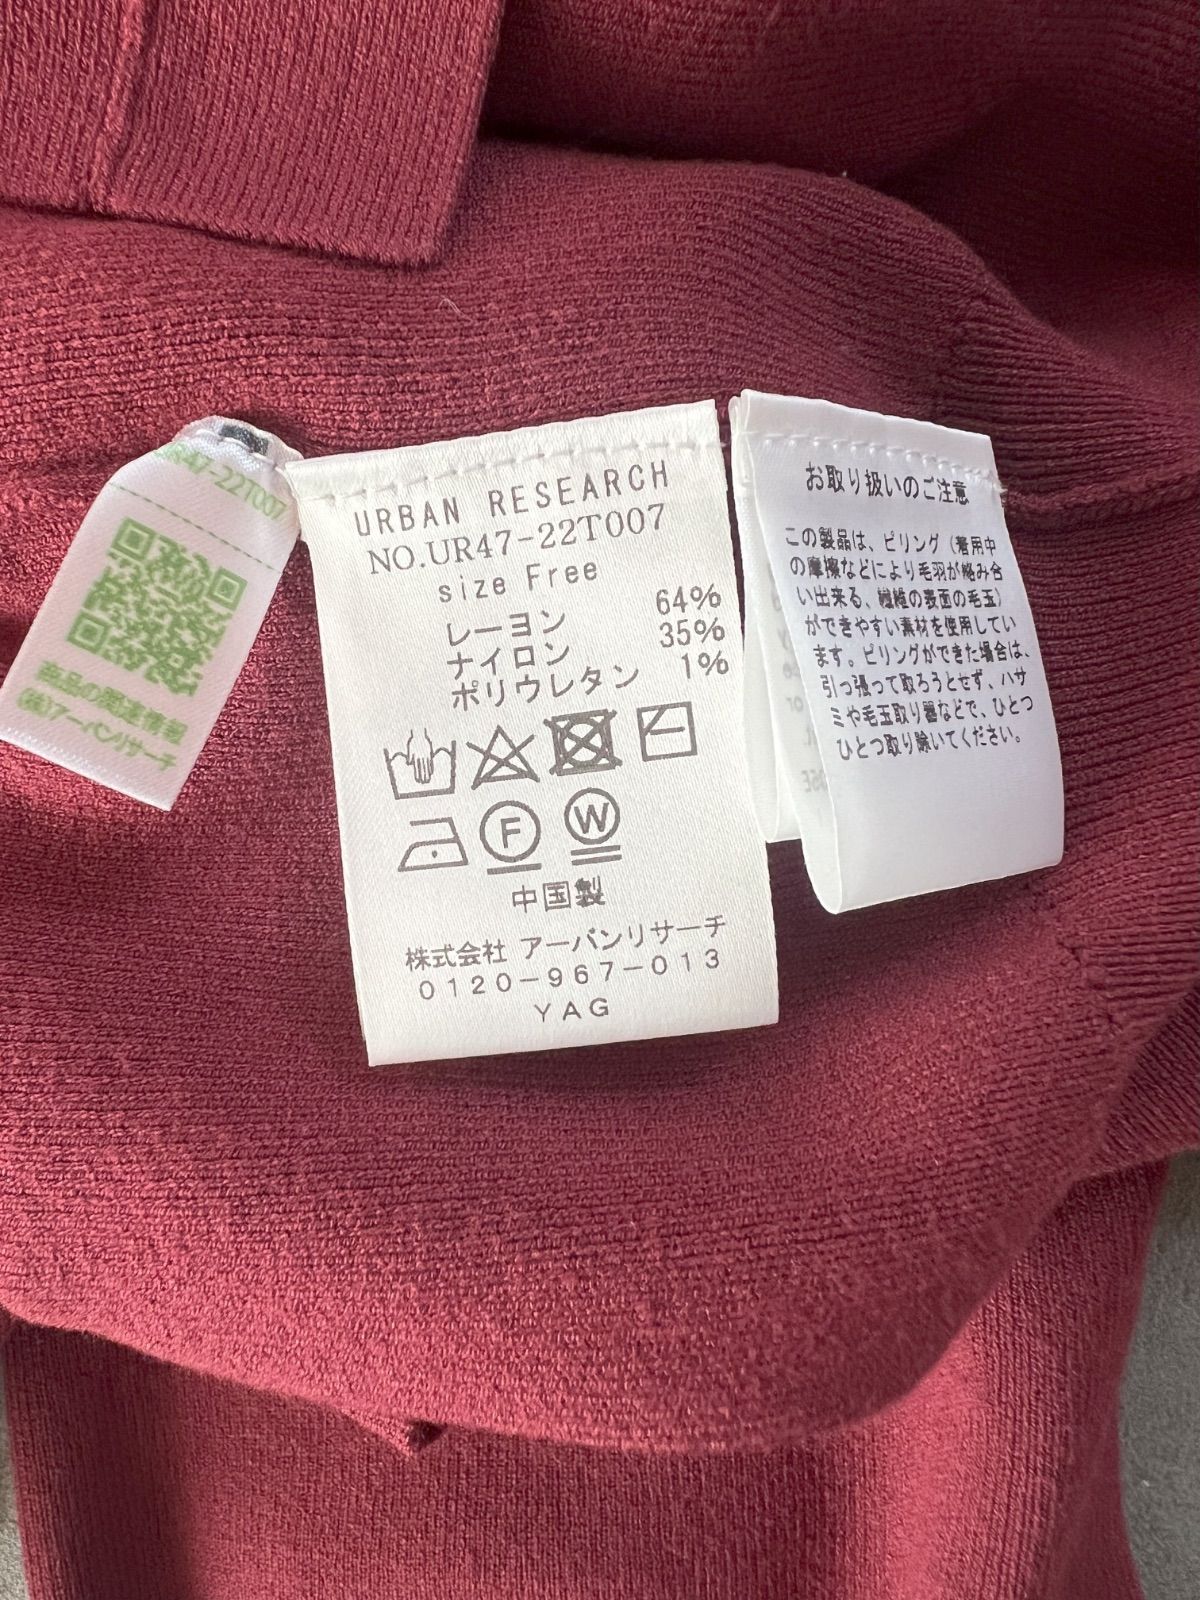 UR47-22T007
商品の関連情報
(株)アーバンリサーチ
URBAN RESEARCH
NO.UR47-22T007
size Free
レーヨン 64%
ナイロン 35%
ポリウレタン 1%
F
W
中国製
株式会社 アーバンリサーチ
0120-967-013
YAG
お取り扱いのご注意
この製品は、ピリング（着用中
の摩擦などにより毛羽が絡み合
い出来る、繊維の表面の毛玉）
ができやすい素材を使用してい
ます。ピリングができた場合は、
引っ張って取ろうとせず、ハサ
ミや毛玉取り器などで、ひとつ
ひとつ取り除いてください。